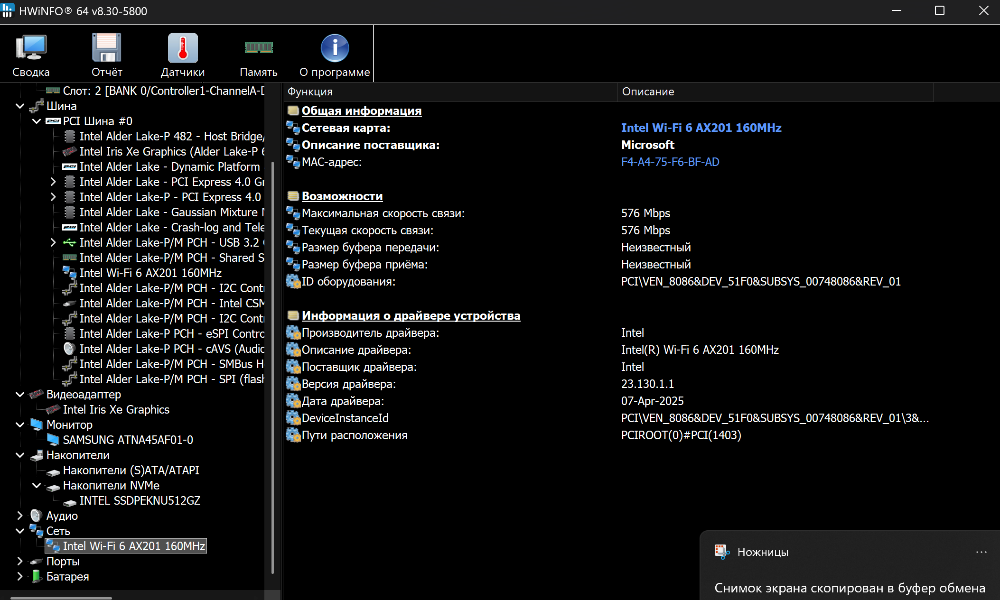 HWiNFO® 64 v8.30-5800
Сводка
Отчёт
Датчики
Память
О программе
Слот: 2 [BANK 0/Controller1-ChannelA-D
Шина
PCI Шина #0
Intel Alder Lake-P 482 - Host Bridge/
Intel Iris Xe Graphics (Alder Lake-P 6
Intel Alder Lake - Dynamic Platform
Intel Alder Lake - PCI Express 4.0 Gr
Intel Alder Lake-P - PCI Express 4.0
Intel Alder Lake - Gaussian Mixture M
Intel Alder Lake - Crash-log and Tele
Intel Alder Lake-P/M PCH - USB 3.2
Intel Alder Lake-P/M PCH - Shared S
Intel Wi-Fi 6 AX201 160MHz
Intel Alder Lake-P/M PCH - I2C Contr
Intel Alder Lake-P/M PCH - Intel CSM
Intel Alder Lake-P/M PCH - I2C Contr
Intel Alder Lake-P PCH - eSPI Contro
Intel Alder Lake-P PCH - cAVS (Audio
Intel Alder Lake-P/M PCH - SMBus H
Intel Alder Lake-P/M PCH - SPI (flash
Видеоадаптер
Intel Iris Xe Graphics
Монитор
SAMSUNG ATNA45AF01-0
Накопители
Накопители (S)ATA/ATAPI
Накопители NVMe
INTEL SSDPEKNU512GZ
Аудио
Сеть
Intel Wi-Fi 6 AX201 160MHz
Порты
Батарея
Функция Описание
Общая информация
Сетевая карта: Intel Wi-Fi 6 AX201 160MHz
Описание поставщика: Microsoft
MAC-адрес: F4-A4-75-F6-BF-AD
Возможности
Максимальная скорость связи: 576 Mbps
Текущая скорость связи: 576 Mbps
Размер буфера передачи: Неизвестный
Размер буфера приёма: Неизвестный
ID оборудования: PCI\VEN_8086&DEV_51F0&SUBSYS_00748086&REV_01
Информация о драйвере устройства
Производитель драйвера: Intel
Описание драйвера: Intel(R) Wi-Fi 6 AX201 160MHz
Поставщик драйвера: Intel
Версия драйвера: 23.130.1.1
Дата драйвера: 07-Apr-2025
DeviceInstanceId PCI\VEN_8086&DEV_51F0&SUBSYS_00748086&REV_01\3&...
Пути расположения PCIROOT(0)#PCI(1403)
Ножницы
Снимок экрана скопирован в буфер обмена